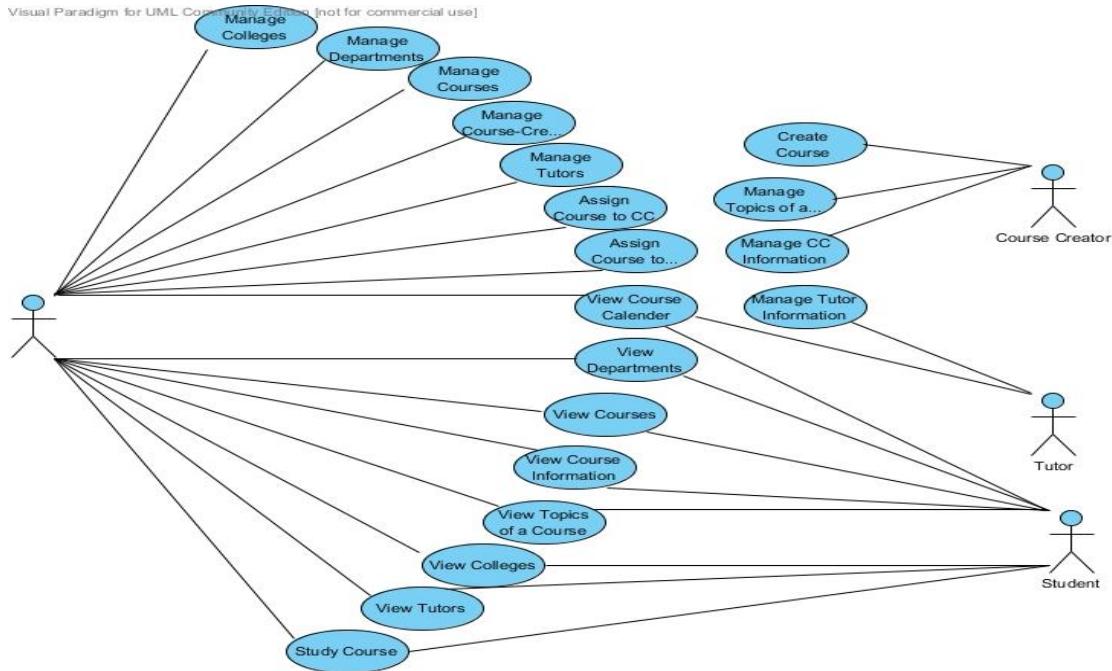 Visual Paradigm for UML Community Edition [not for commercial use]
Manage
Colleges
Manage
Departments
Manage
Courses
Manage
Course-Cre...
Manage
Tutors
Assign
Course to CC
Assign
Course to...
View Course
Calender
View
Departments
View Courses
View Course
Information
View Topics
of a Course
View Colleges
View Tutors
Study Course
Create
Course
Manage
Topics of a...
Manage CC
Information
Manage Tutor
Information
Course Creator
Tutor
Student